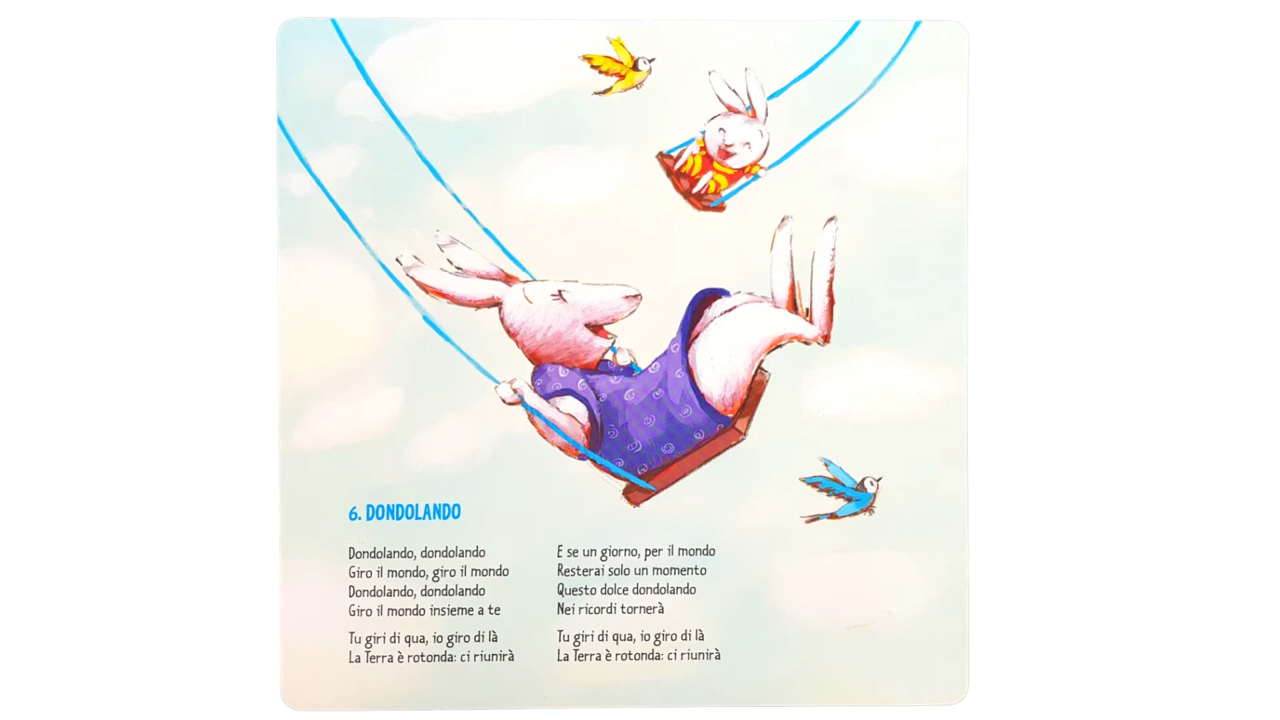 6. DONDOLANDO
Dondolando, dondolando
Giro il mondo, giro il mondo
Dondolando, dondolando
Giro il mondo insieme a te
Tu giri di qua, io giro di là
La Terra è rotonda: ci riunirà
E se un giorno, per il mondo
Resterai solo un momento
Questo dolce dondolando
Nei ricordi tornerà
Tu giri di qua, io giro di là
La Terra è rotonda: ci riunirà